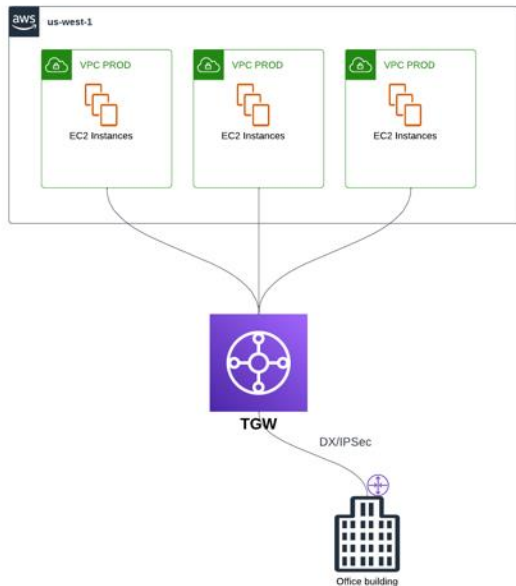 aws
us-west-1
VPC PROD
VPC PROD
VPC PROD
EC2 Instances
EC2 Instances
EC2 Instances
TGW
DX/IPSec
Office building